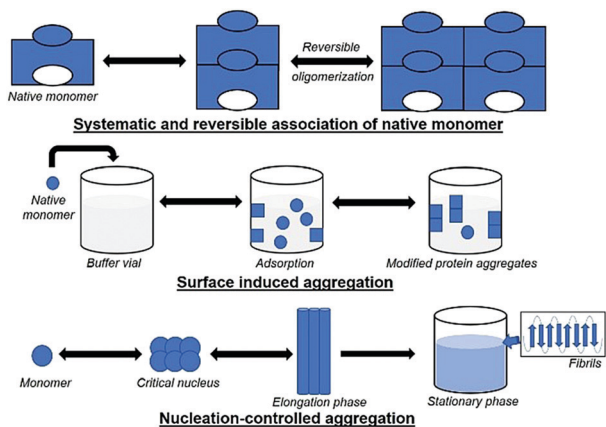 Native monomer
Reversible
oligomerization
Systematic and reversible association of native monomer
Native
monomer
Buffer vial
Adsorption
Modified protein aggregates
Surface induced aggregation
Monomer
Critical nucleus
Elongation phase
Stationary phase
Fibrils
Nucleation-controlled aggregation